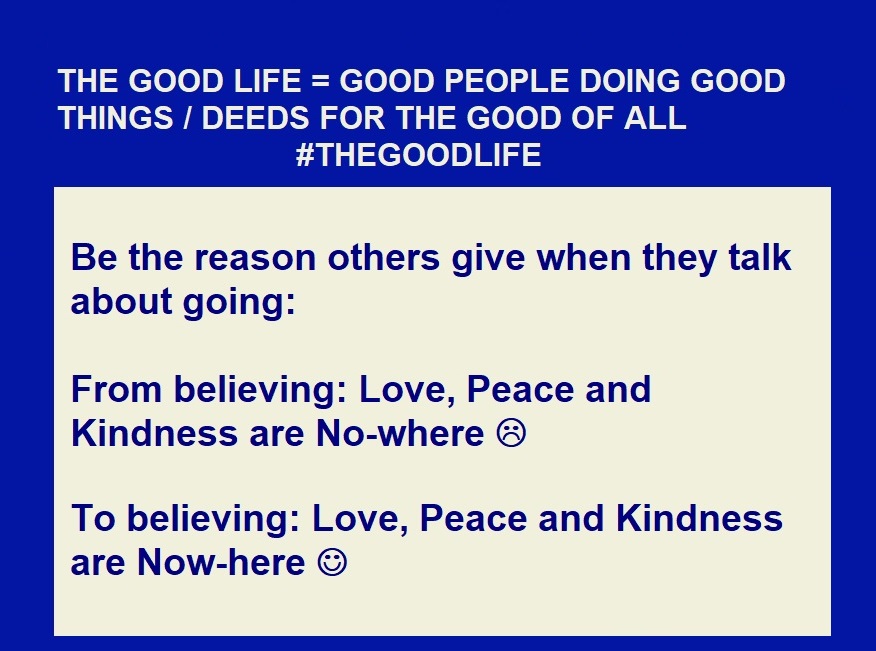 THE GOOD LIFE = GOOD PEOPLE DOING GOOD
THINGS / DEEDS FOR THE GOOD OF ALL
#THEGOODLIFE
Be the reason others give when they talk
about going:
From believing: Love, Peace and
Kindness are No-where ☹
To believing: Love, Peace and Kindness
are Now-here ☺